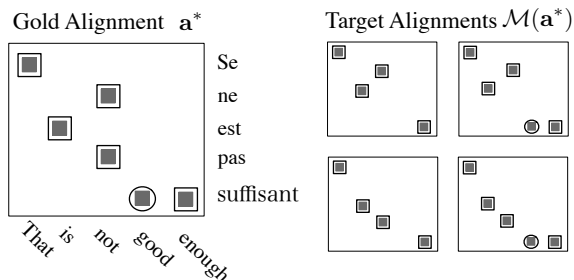 Gold Alignment a*
Se
ne
est
pas
suffisant
That
is
not
good
enough
Target Alignments M(a*)